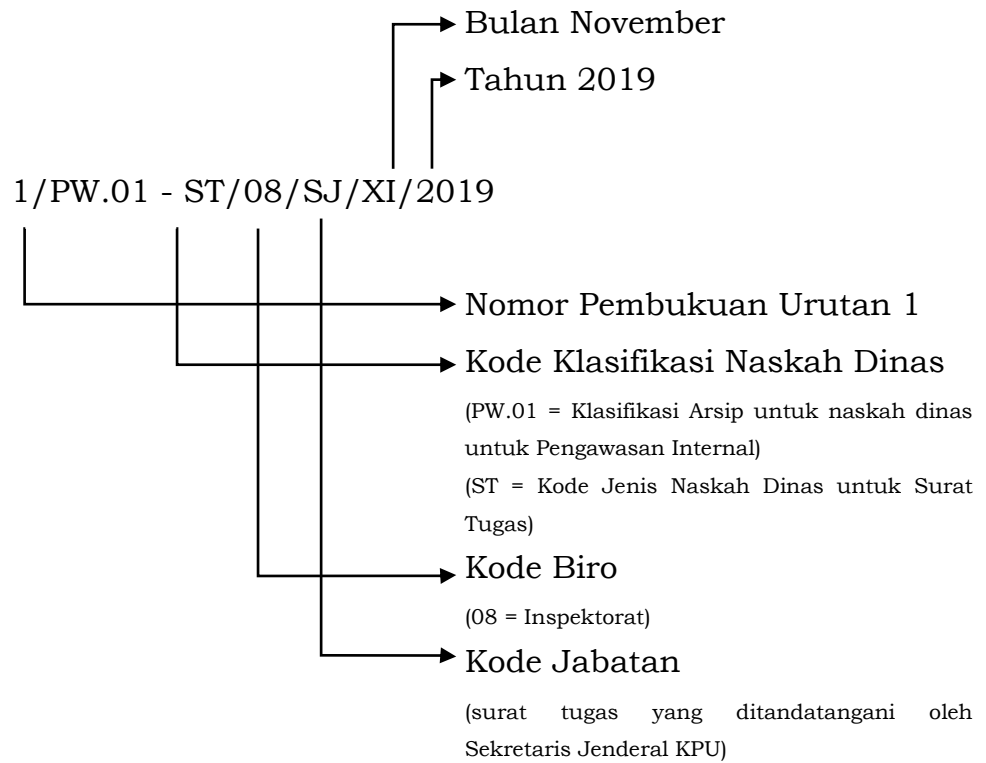 Bulan November
Tahun 2019
1/PW.01 - ST/08/SJ/XI/2019
Nomor Pembukuan Urutan 1
Kode Klasifikasi Naskah Dinas
(PW.01 = Klasifikasi Arsip untuk naskah dinas
untuk Pengawasan Internal)
(ST = Kode Jenis Naskah Dinas untuk Surat
Tugas)
Kode Biro
(08 = Inspektorat)
Kode Jabatan
(surat tugas yang ditandatangani oleh
Sekretaris Jenderal KPU)